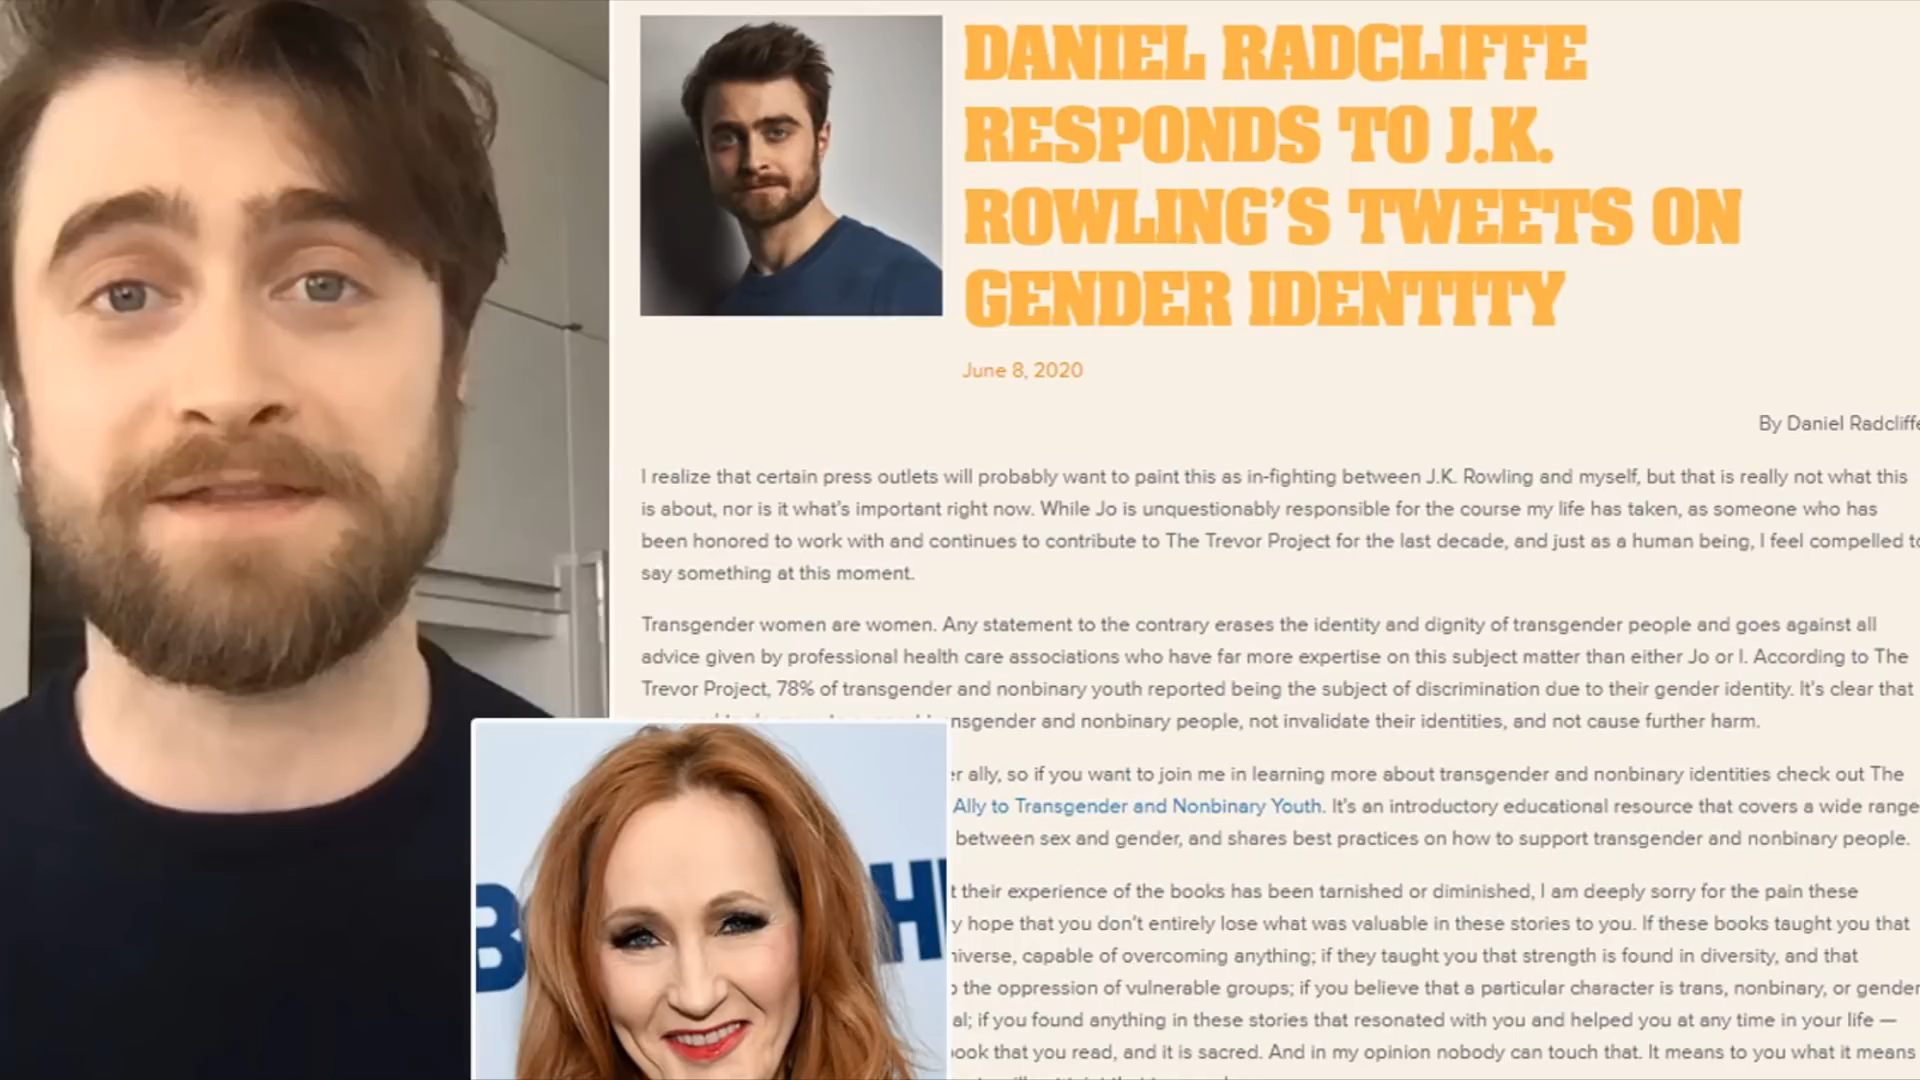 DANIEL RADCLIFFE
RESPONDS TO J.K.
ROWLING'S TWEETS ON
GENDER IDENTITY
June 8, 2020
By Daniel Radcliffe
I realize that certain press outlets will probably want to paint this as in-fighting between J.K. Rowling and myself, but that is really not what this
is about, nor is it what's important right now. While Jo is unquestionably responsible for the course my life has taken, as someone who has
been honored to work with and continues to contribute to The Trevor Project for the last decade, and just as a human being, I feel compelled to
say something at this moment.
Transgender women are women. Any statement to the contrary erases the identity and dignity of transgender people and goes against all
advice given by professional health care associations who have far more expertise on this subject matter than either Jo or I. According to The
Trevor Project, 78% of transgender and nonbinary youth reported being the subject of discrimination due to their gender identity. It's clear that
nsgender and nonbinary people, not invalidate their identities, and not cause further harm.
r ally, so if you want to join me in learning more about transgender and nonbinary identities check out The
Ally to Transgender and Nonbinary Youth. It's an introductory educational resource that covers a wide range
between sex and gender, and shares best practices on how to support transgender and nonbinary people.
t their experience of the books has been tarnished or diminished, I am deeply sorry for the pain these
y hope that you don't entirely lose what was valuable in these stories to you. If these books taught you that
niverse, capable of overcoming anything; if they taught you that strength is found in diversity, and that
the oppression of vulnerable groups; if you believe that a particular character is trans, nonbinary, or gender
al; if you found anything in these stories that resonated with you and helped you at any time in your life —
ook that you read, and it is sacred. And in my opinion nobody can touch that. It means to you what it means
B H